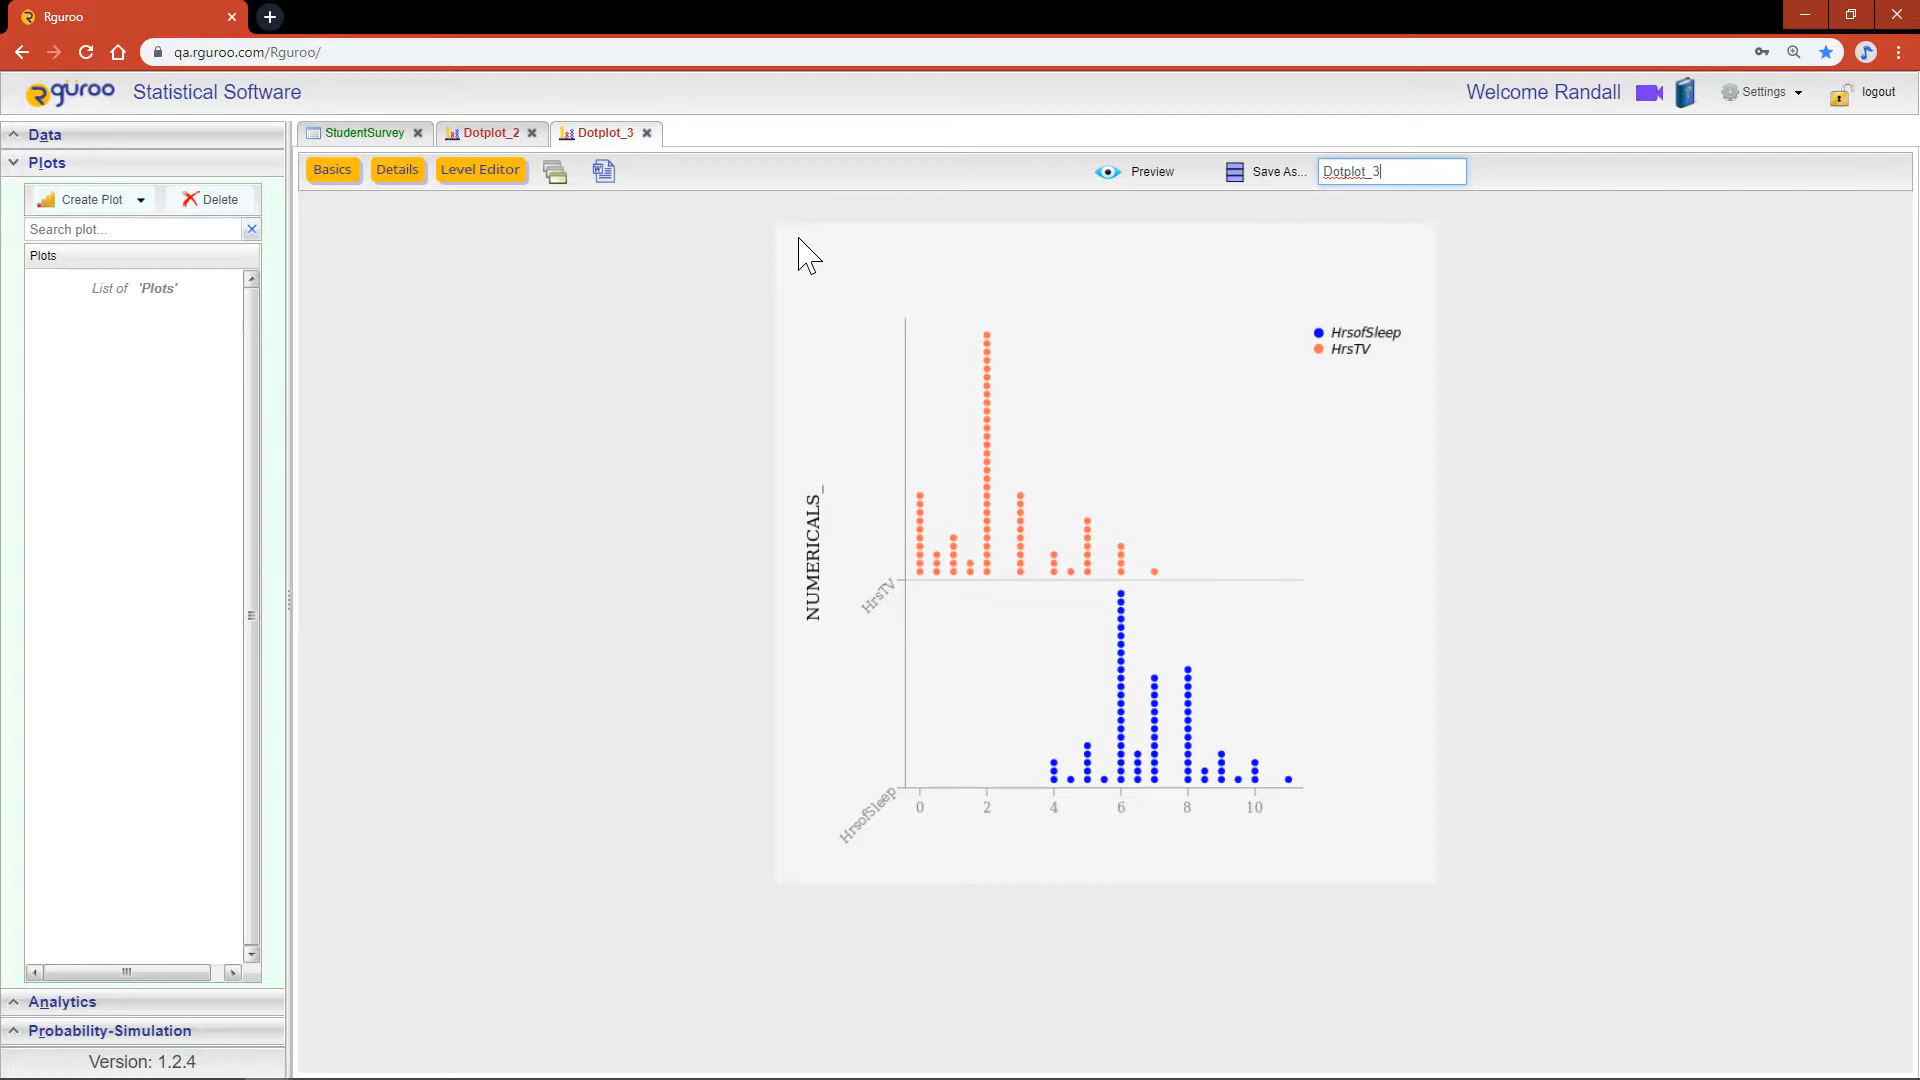 Rguroo
qa.rguroo.com/Rguroo/
Rguroo Statistical Software
Welcome Randall
Settings
logout
Data
Plots
Create Plot
Delete
Search plot...
Plots
List of 'Plots'
Analytics
Probability-Simulation
Version: 1.2.4
StudentSurvey
Dotplot_2
Dotplot_3
Basics
Details
Level Editor
Preview
Save As...
Dotplot_3
HrsofSleep
HrsTV
NUMERICALS_
HrsTV
HrsofSleep
0 2 4 6 8 10